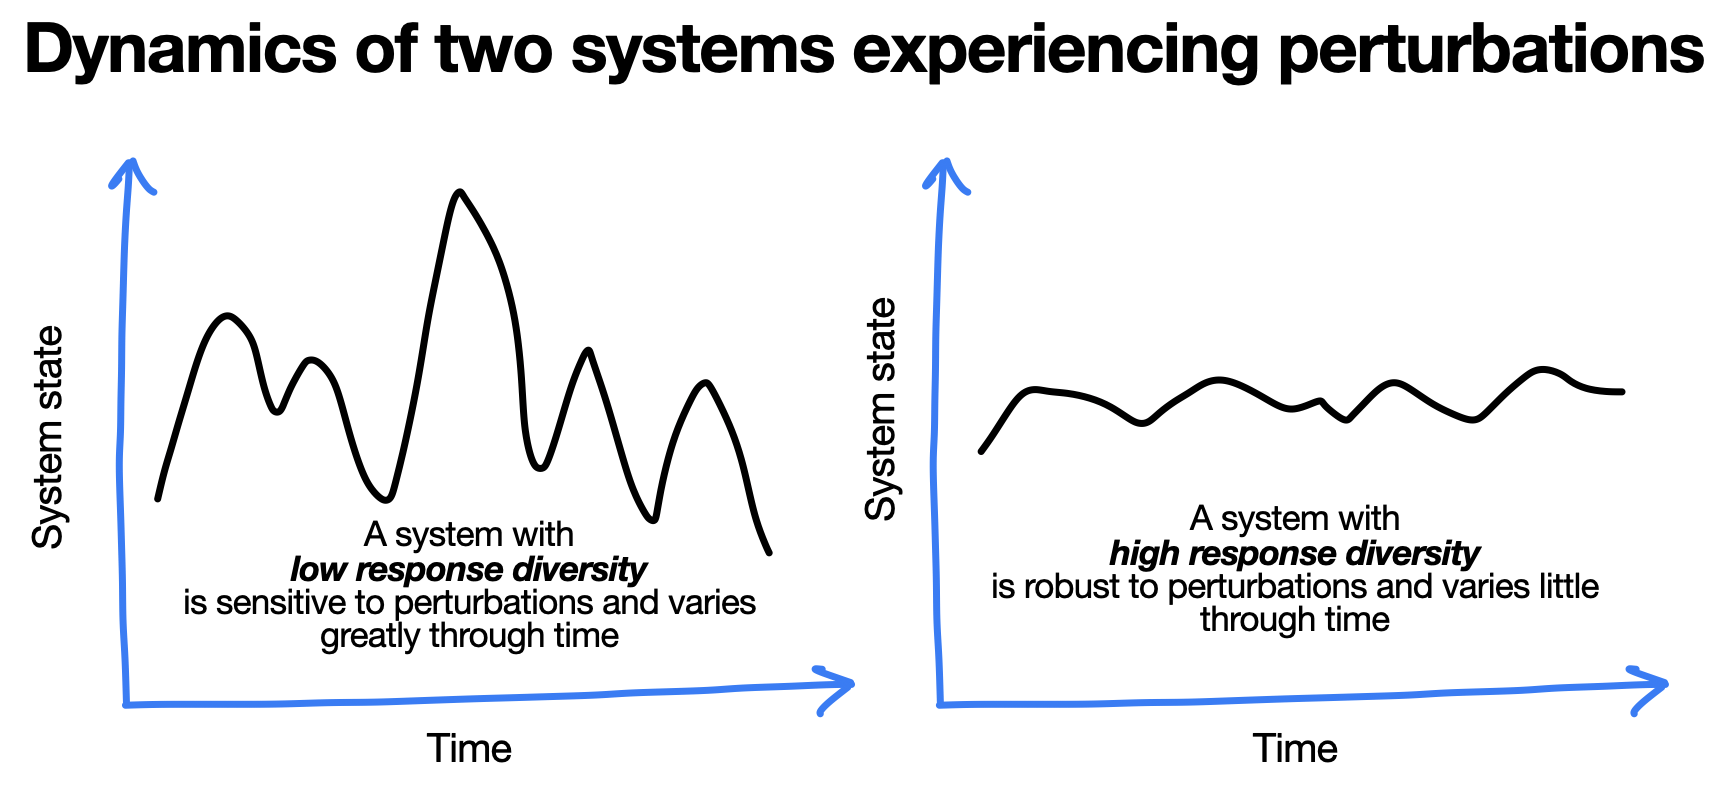 Dynamics of two systems experiencing perturbations
System state
A system with
low response diversity
is sensitive to perturbations and varies
greatly through time
Time
System state
A system with
high response diversity
is robust to perturbations and varies little
through time
Time